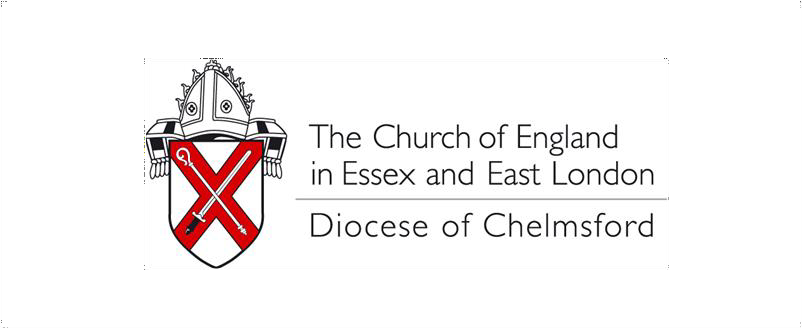 The Church of England
in Essex and East London
Diocese of Chelmsford